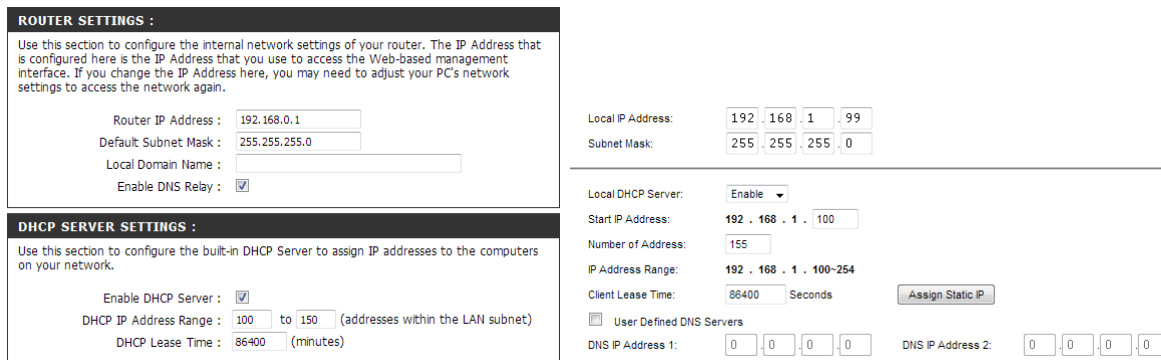 ROUTER SETTINGS :
Use this section to configure the internal network settings of your router. The IP Address that
is configured here is the IP Address that you use to access the Web-based management
interface. If you change the IP Address here, you may need to adjust your PC's network
settings to access the network again.
Router IP Address : 192.168.0.1
Default Subnet Mask : 255.255.255.0
Local Domain Name :
Enable DNS Relay :
DHCP SERVER SETTINGS :
Use this section to configure the built-in DHCP Server to assign IP addresses to the computers
on your network.
Enable DHCP Server :
DHCP IP Address Range : 100 to 150 (addresses within the LAN subnet)
DHCP Lease Time : 86400 (minutes)
Local IP Address: 192 . 168 . 1 . 99
Subnet Mask: 255 . 255 . 255 . 0
Local DHCP Server: Enable
Start IP Address: 192 . 168 . 1 . 100
Number of Address: 155
IP Address Range: 192 . 168 . 1 . 100~254
Client Lease Time: 86400 Seconds Assign Static IP
User Defined DNS Servers
DNS IP Address 1: 0 . 0 . 0 . 0 DNS IP Address 2: 0 . 0 . 0 . 0